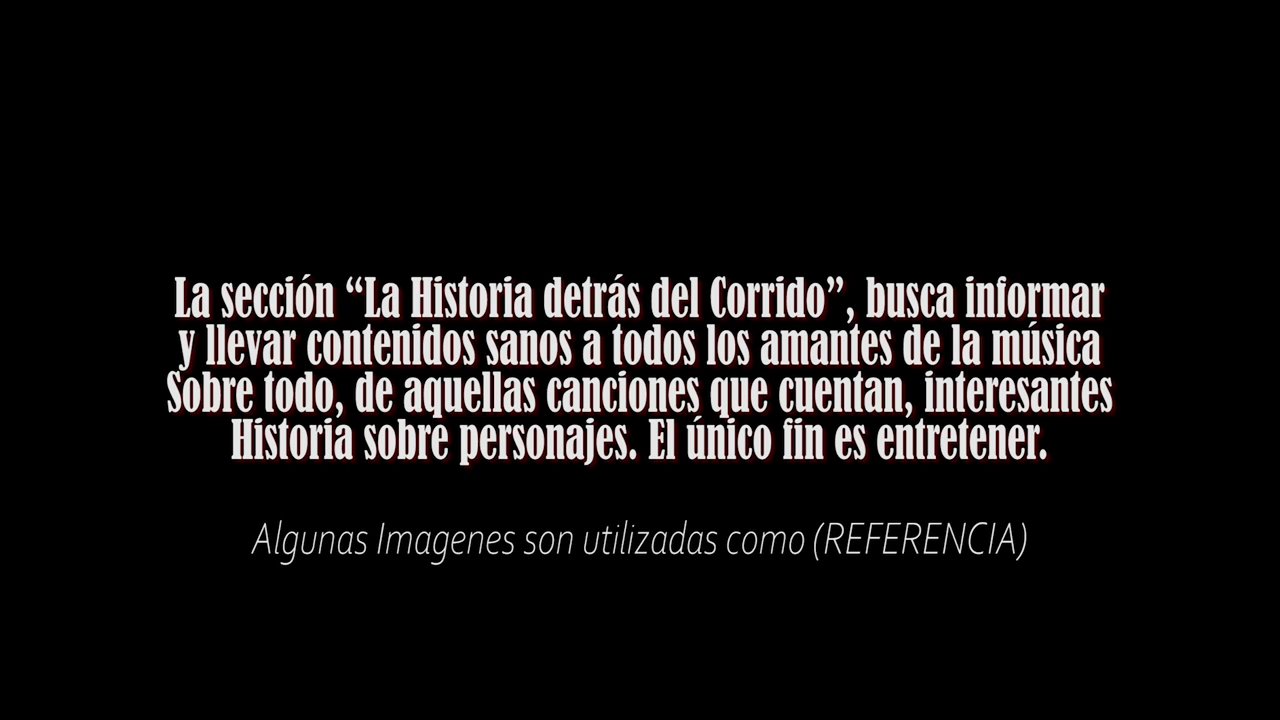 La sección “La Historia detrás del Corrido”, busca informar
y llevar contenidos sanos a todos los amantes de la música
Sobre todo, de aquellas canciones que cuentan, interesantes
Historia sobre personajes. El único fin es entretener.
Algunas Imagenes son utilizadas como (REFERENCIA)